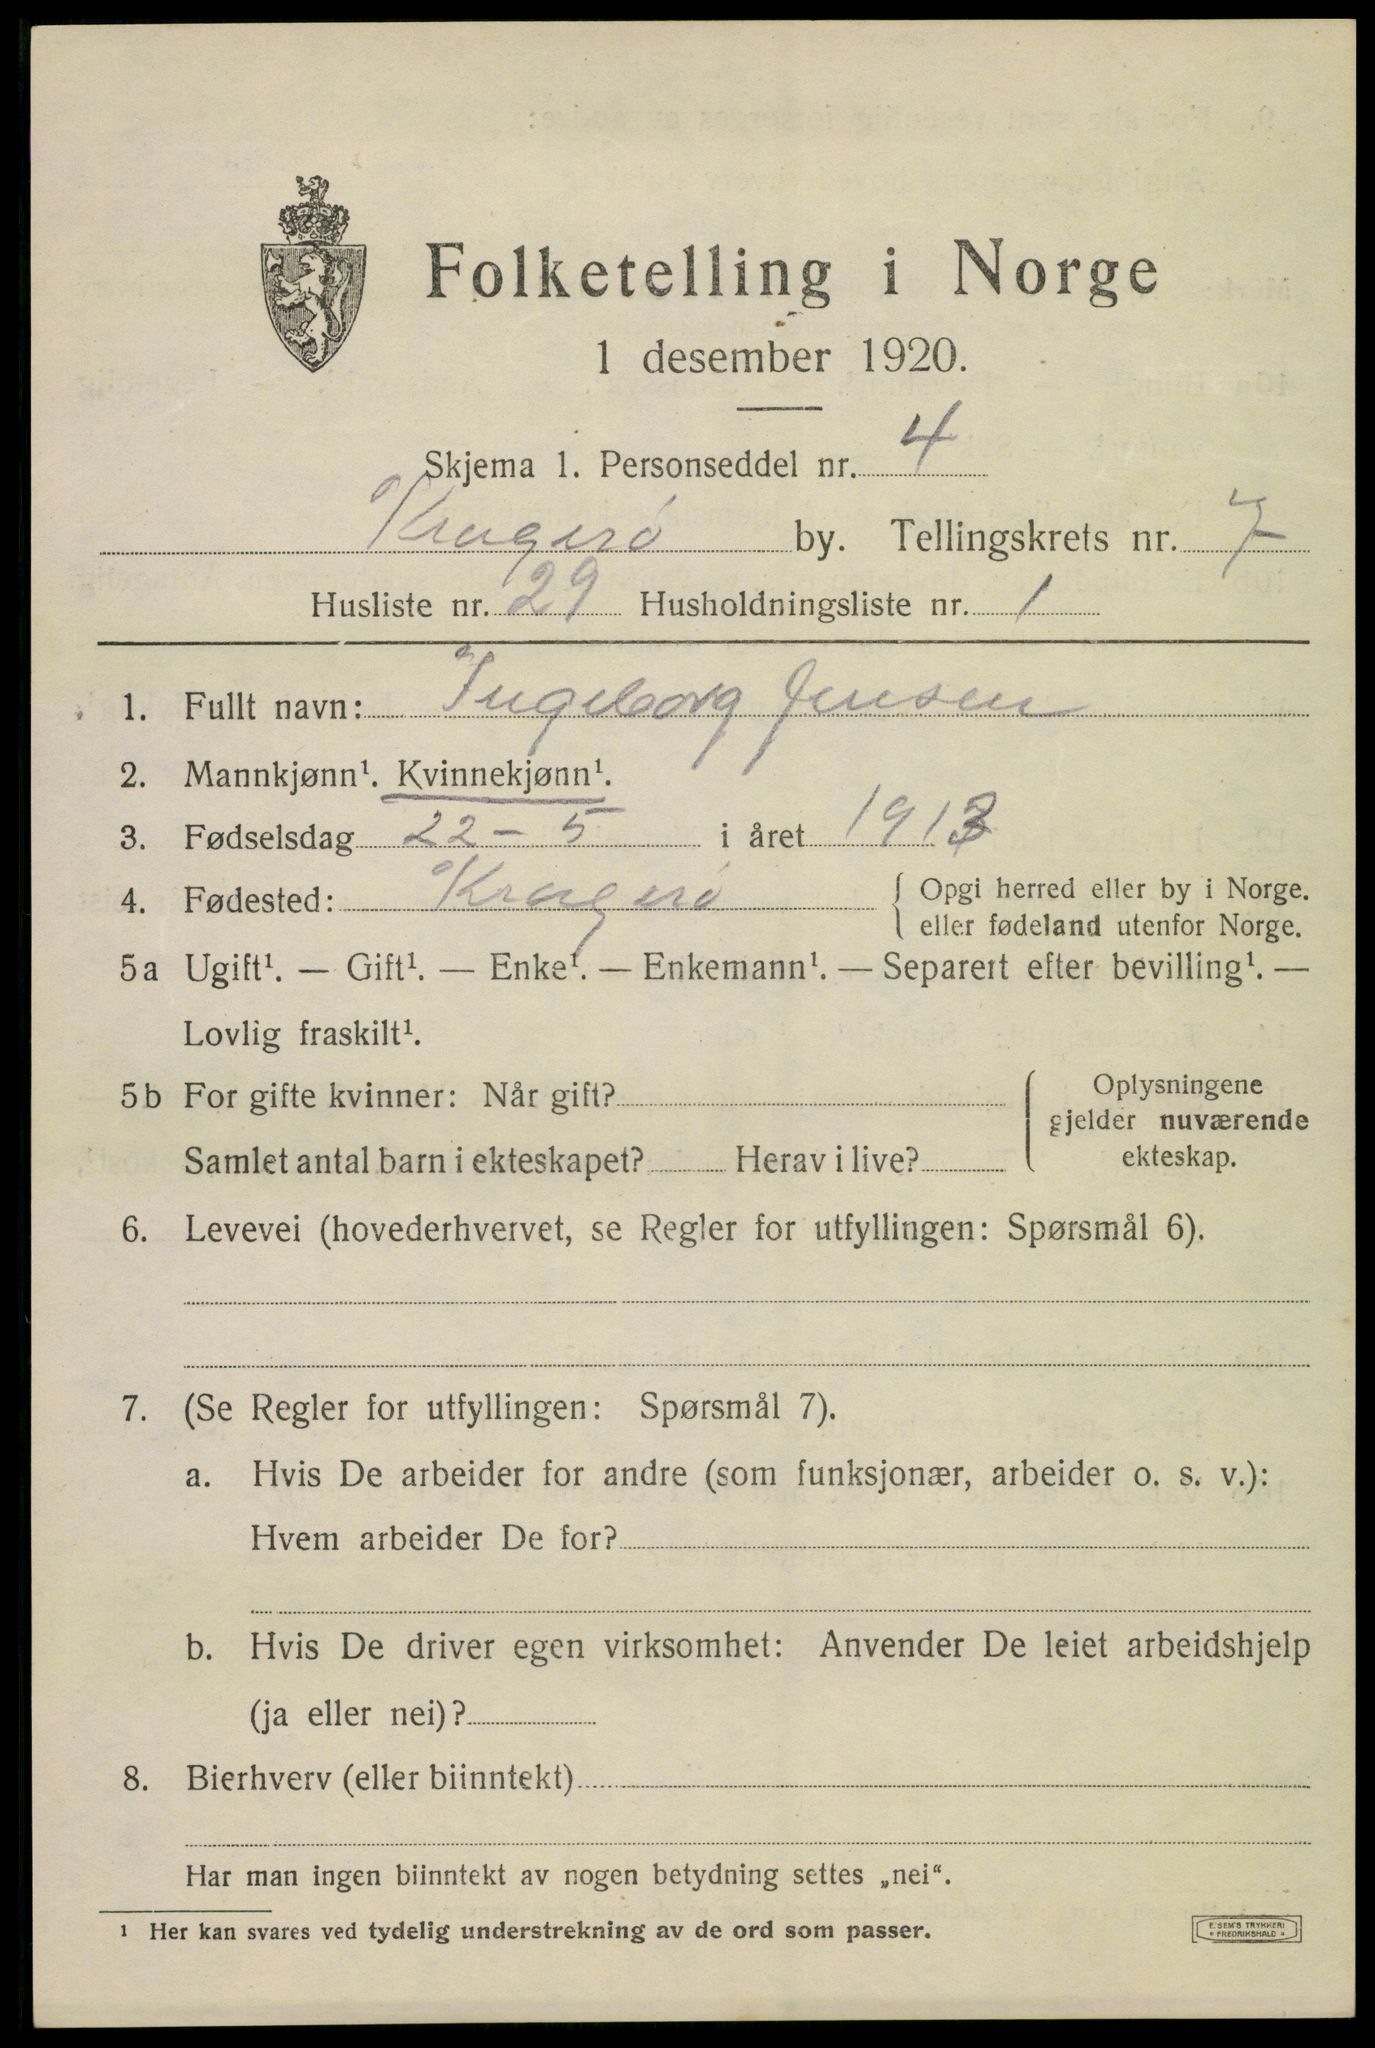 Folketelling i Norge
1 desember 1920.
Skjema 1. Personseddel nr. 4
Kragerø by. Tellingskrets nr. 7
Husliste nr. 29 Husholdningsliste nr. 1
1. Fullt navn: Ingeborg Jensen
2. Mannkjønn¹. Kvinnekjønn¹.
3. Fødselsdag 22 - 5 i året 1913
4. Fødested: Kragerø { Opgi herred eller by i Norge.
eller fødeland utenfor Norge.
5a Ugift¹. — Gift¹. — Enke¹. — Enkemann¹. — Separert efter bevilling¹. —
Lovlig fraskilt¹.
5b For gifte kvinner: Når gift?
Samlet antal barn i ekteskapet? Herav i live?
Oplysningene
gjelder nuværende
ekteskap.
6. Levevei (hovederhvervet, se Regler for utfyllingen: Spørsmål 6).
7. (Se Regler for utfyllingen: Spørsmål 7).
a. Hvis De arbeider for andre (som funksjonær, arbeider o. s. v.):
Hvem arbeider De for?
b. Hvis De driver egen virksomhet: Anvender De leiet arbeidshjelp
(ja eller nei)?
8. Bierhverv (eller biinntekt)
Har man ingen biinntekt av nogen betydning settes „nei“.
¹ Her kan svares ved tydelig understrekning av de ord som passer.
E. SEM'S TRYKKERI
FREDRIKSHALD